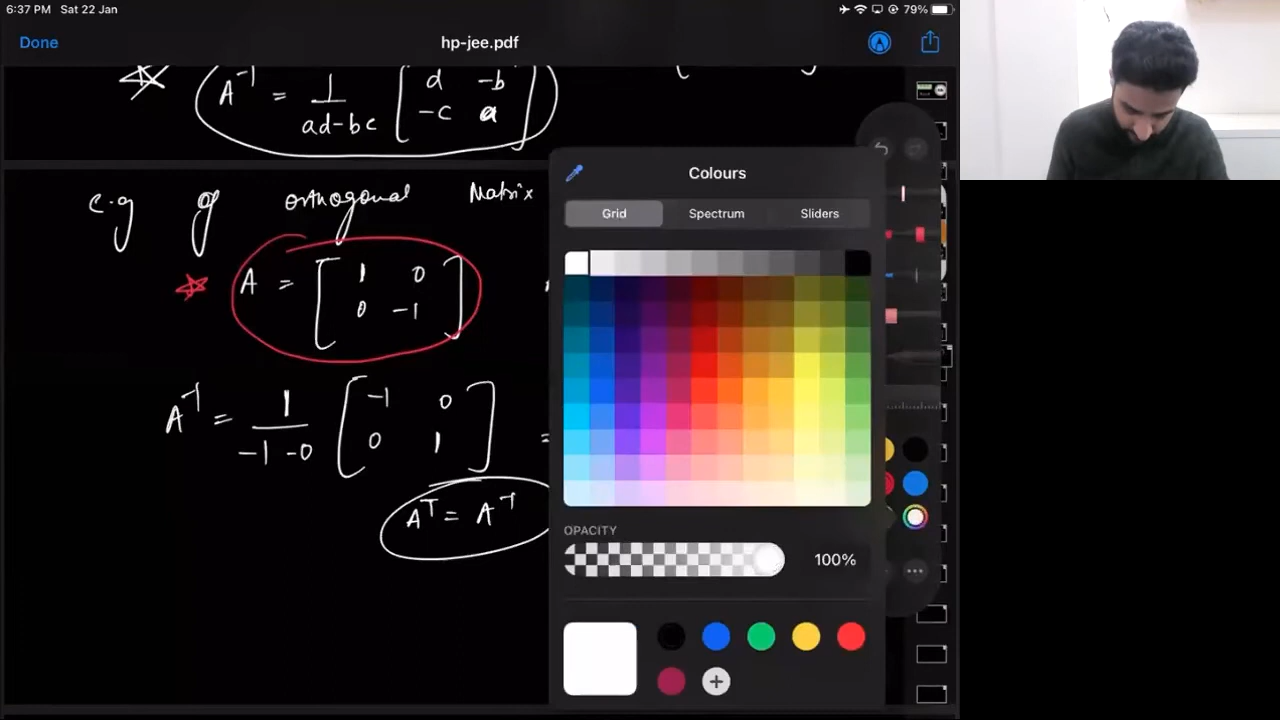 6:37 PM Sat 22 Jan 79%
Done hp-jee.pdf
A⁻¹ = 1/(ad-bc) [ d -b
-c a ]
e.g of orthogonal Matrix
A = [ 1 0
0 -1 ]
A⁻¹ = 1/(-1 -0) [ -1 0
0 1 ] =
Aᵀ = A⁻¹
Colours
Grid Spectrum Sliders
OPACITY
100%